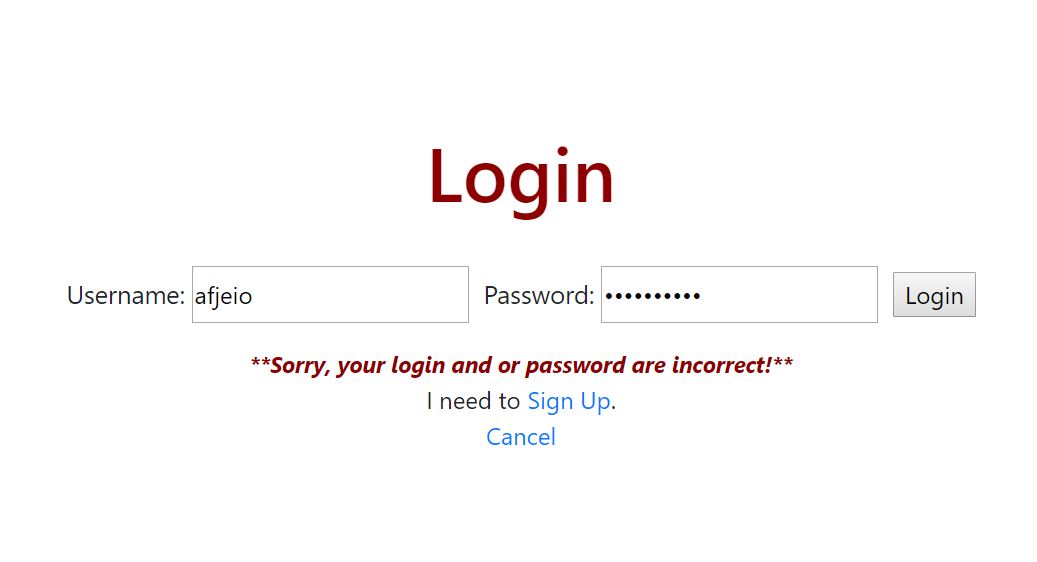 Login
Username: afjeio Password: •••••••••• Login
**Sorry, your login and or password are incorrect!**
I need to Sign Up.
Cancel